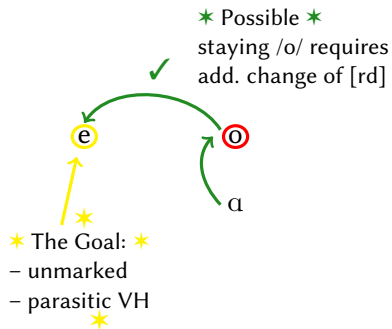 ✶ Possible ✶
staying /o/ requires
add. change of [rd]
✓
e
o
ɑ
✶ The Goal: ✶
– unmarked
– parasitic VH